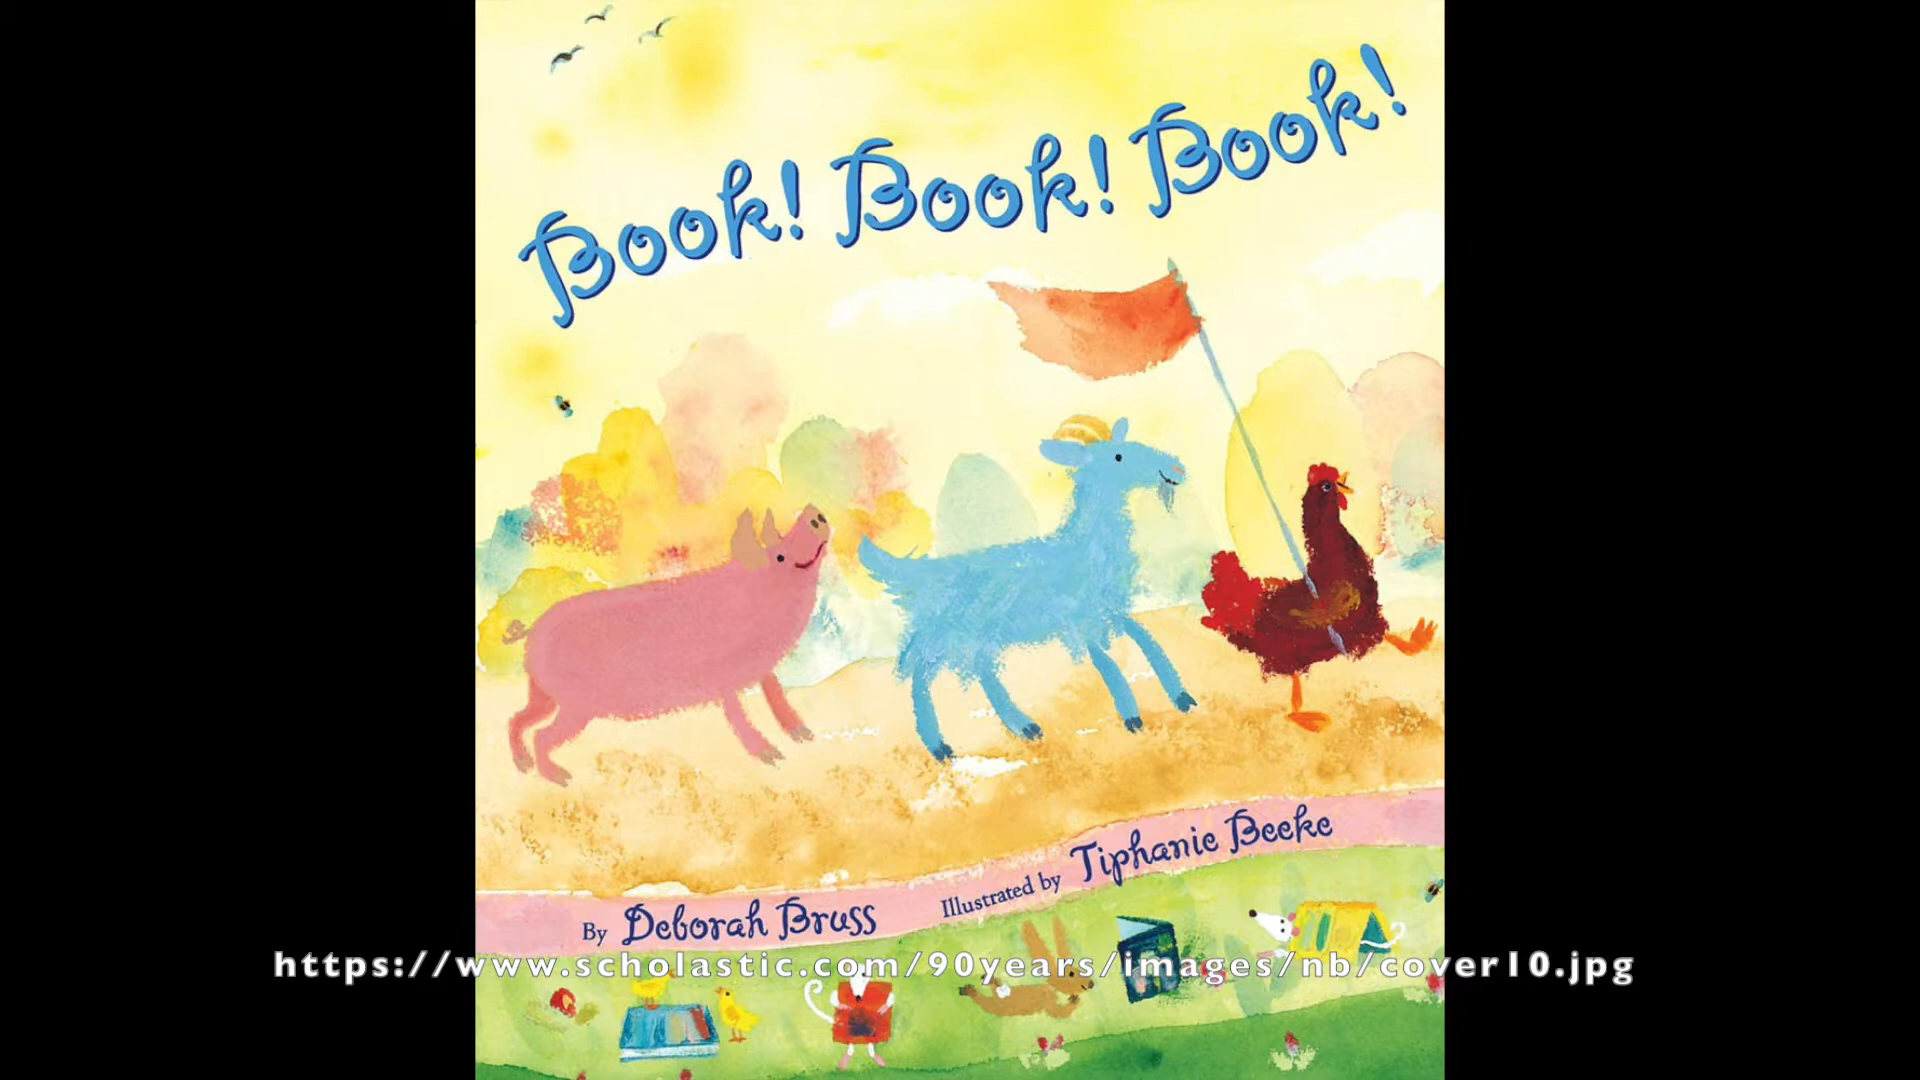 Book! Book! Book!
By Deborah Bruss
Illustrated by Tiphanie Beeke
https://www.scholastic.com/90years/images/nb/cover10.jpg